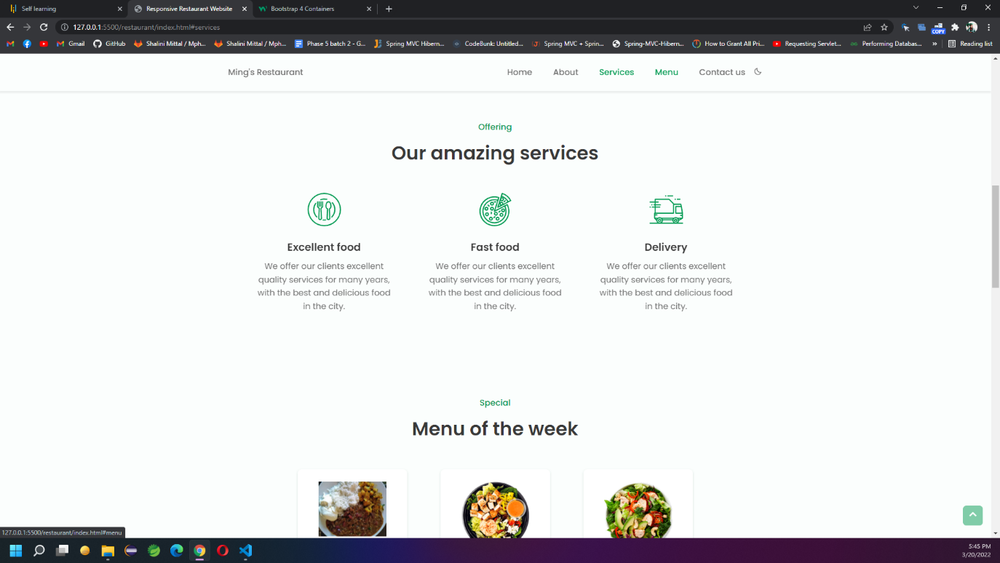 Self learning
Responsive Restaurant Website
Bootstrap 4 Containers
127.0.0.1:5500/restaurant/index.html#services
COPY
Gmail
GitHub
Shalini Mittal / Mph...
Shalini Mittal / Mph...
Phase 5 batch 2 - G...
Spring MVC Hibern...
CodeBunk: Untitled...
Spring MVC + Sprin...
Spring-MVC-Hibern...
How to Grant All Pri...
Requesting Servlet...
Performing Databas...
»
Reading list
Ming's Restaurant
Home
About
Services
Menu
Contact us
Offering
Our amazing services
Excellent food
We offer our clients excellent
quality services for many years,
with the best and delicious food
in the city.
Fast food
We offer our clients excellent
quality services for many years,
with the best and delicious food
in the city.
Delivery
We offer our clients excellent
quality services for many years,
with the best and delicious food
in the city.
Special
Menu of the week
127.0.0.1:5500/restaurant/index.html#menu
5:45 PM
3/20/2022